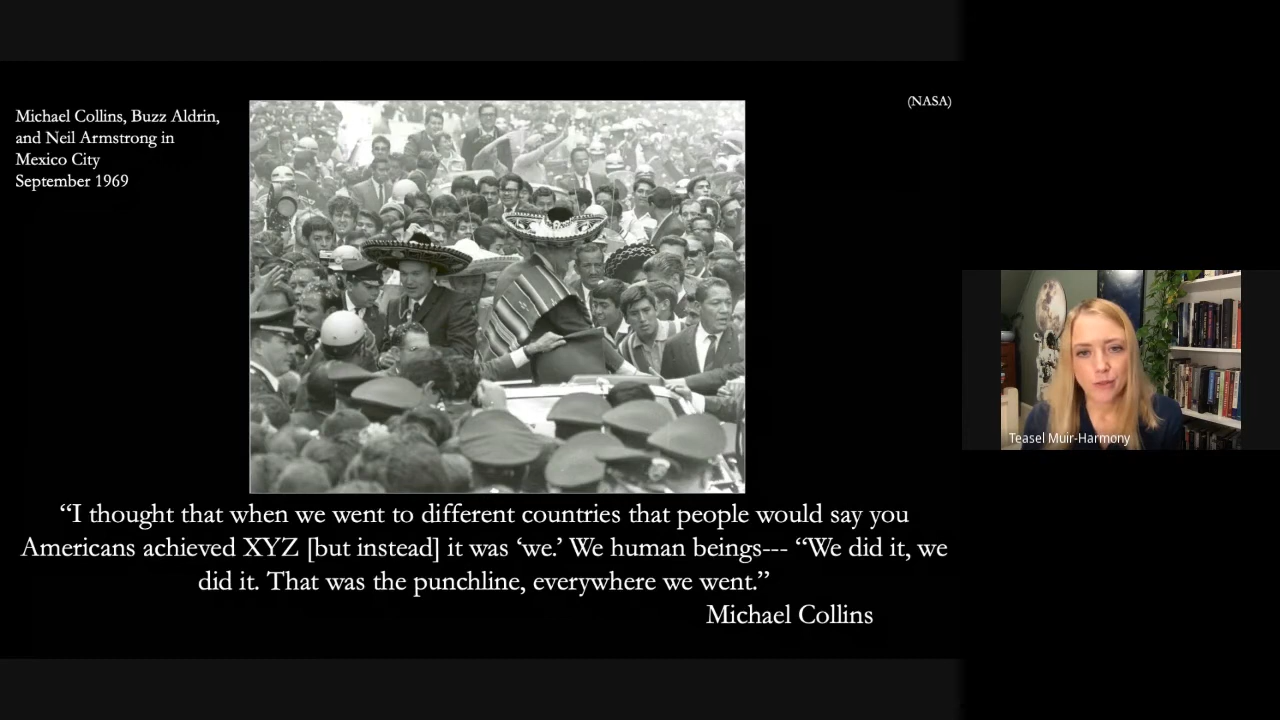 Michael Collins, Buzz Aldrin,
and Neil Armstrong in
Mexico City
September 1969
(NASA)
“I thought that when we went to different countries that people would say you
Americans achieved XYZ [but instead] it was ‘we.’ We human beings--- “We did it, we
did it. That was the punchline, everywhere we went.”
Michael Collins
Teasel Muir-Harmony